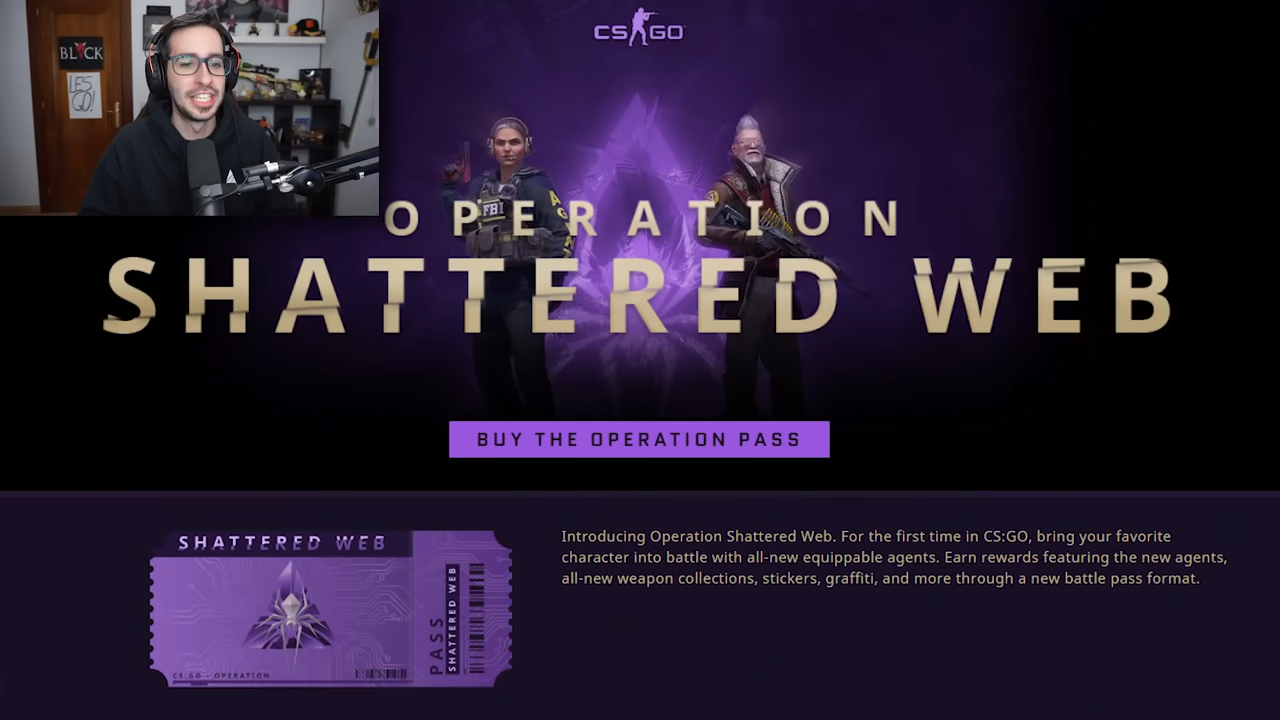 CS GO
BLACK
LES
GO!
FBI
OPERATION
SHATTERED WEB
BUY THE OPERATION PASS
SHATTERED WEB
PASS
SHATTERED WEB
CS:GO - OPERATION
Introducing Operation Shattered Web. For the first time in CS:GO, bring your favorite
character into battle with all-new equippable agents. Earn rewards featuring the new agents,
all-new weapon collections, stickers, graffiti, and more through a new battle pass format.